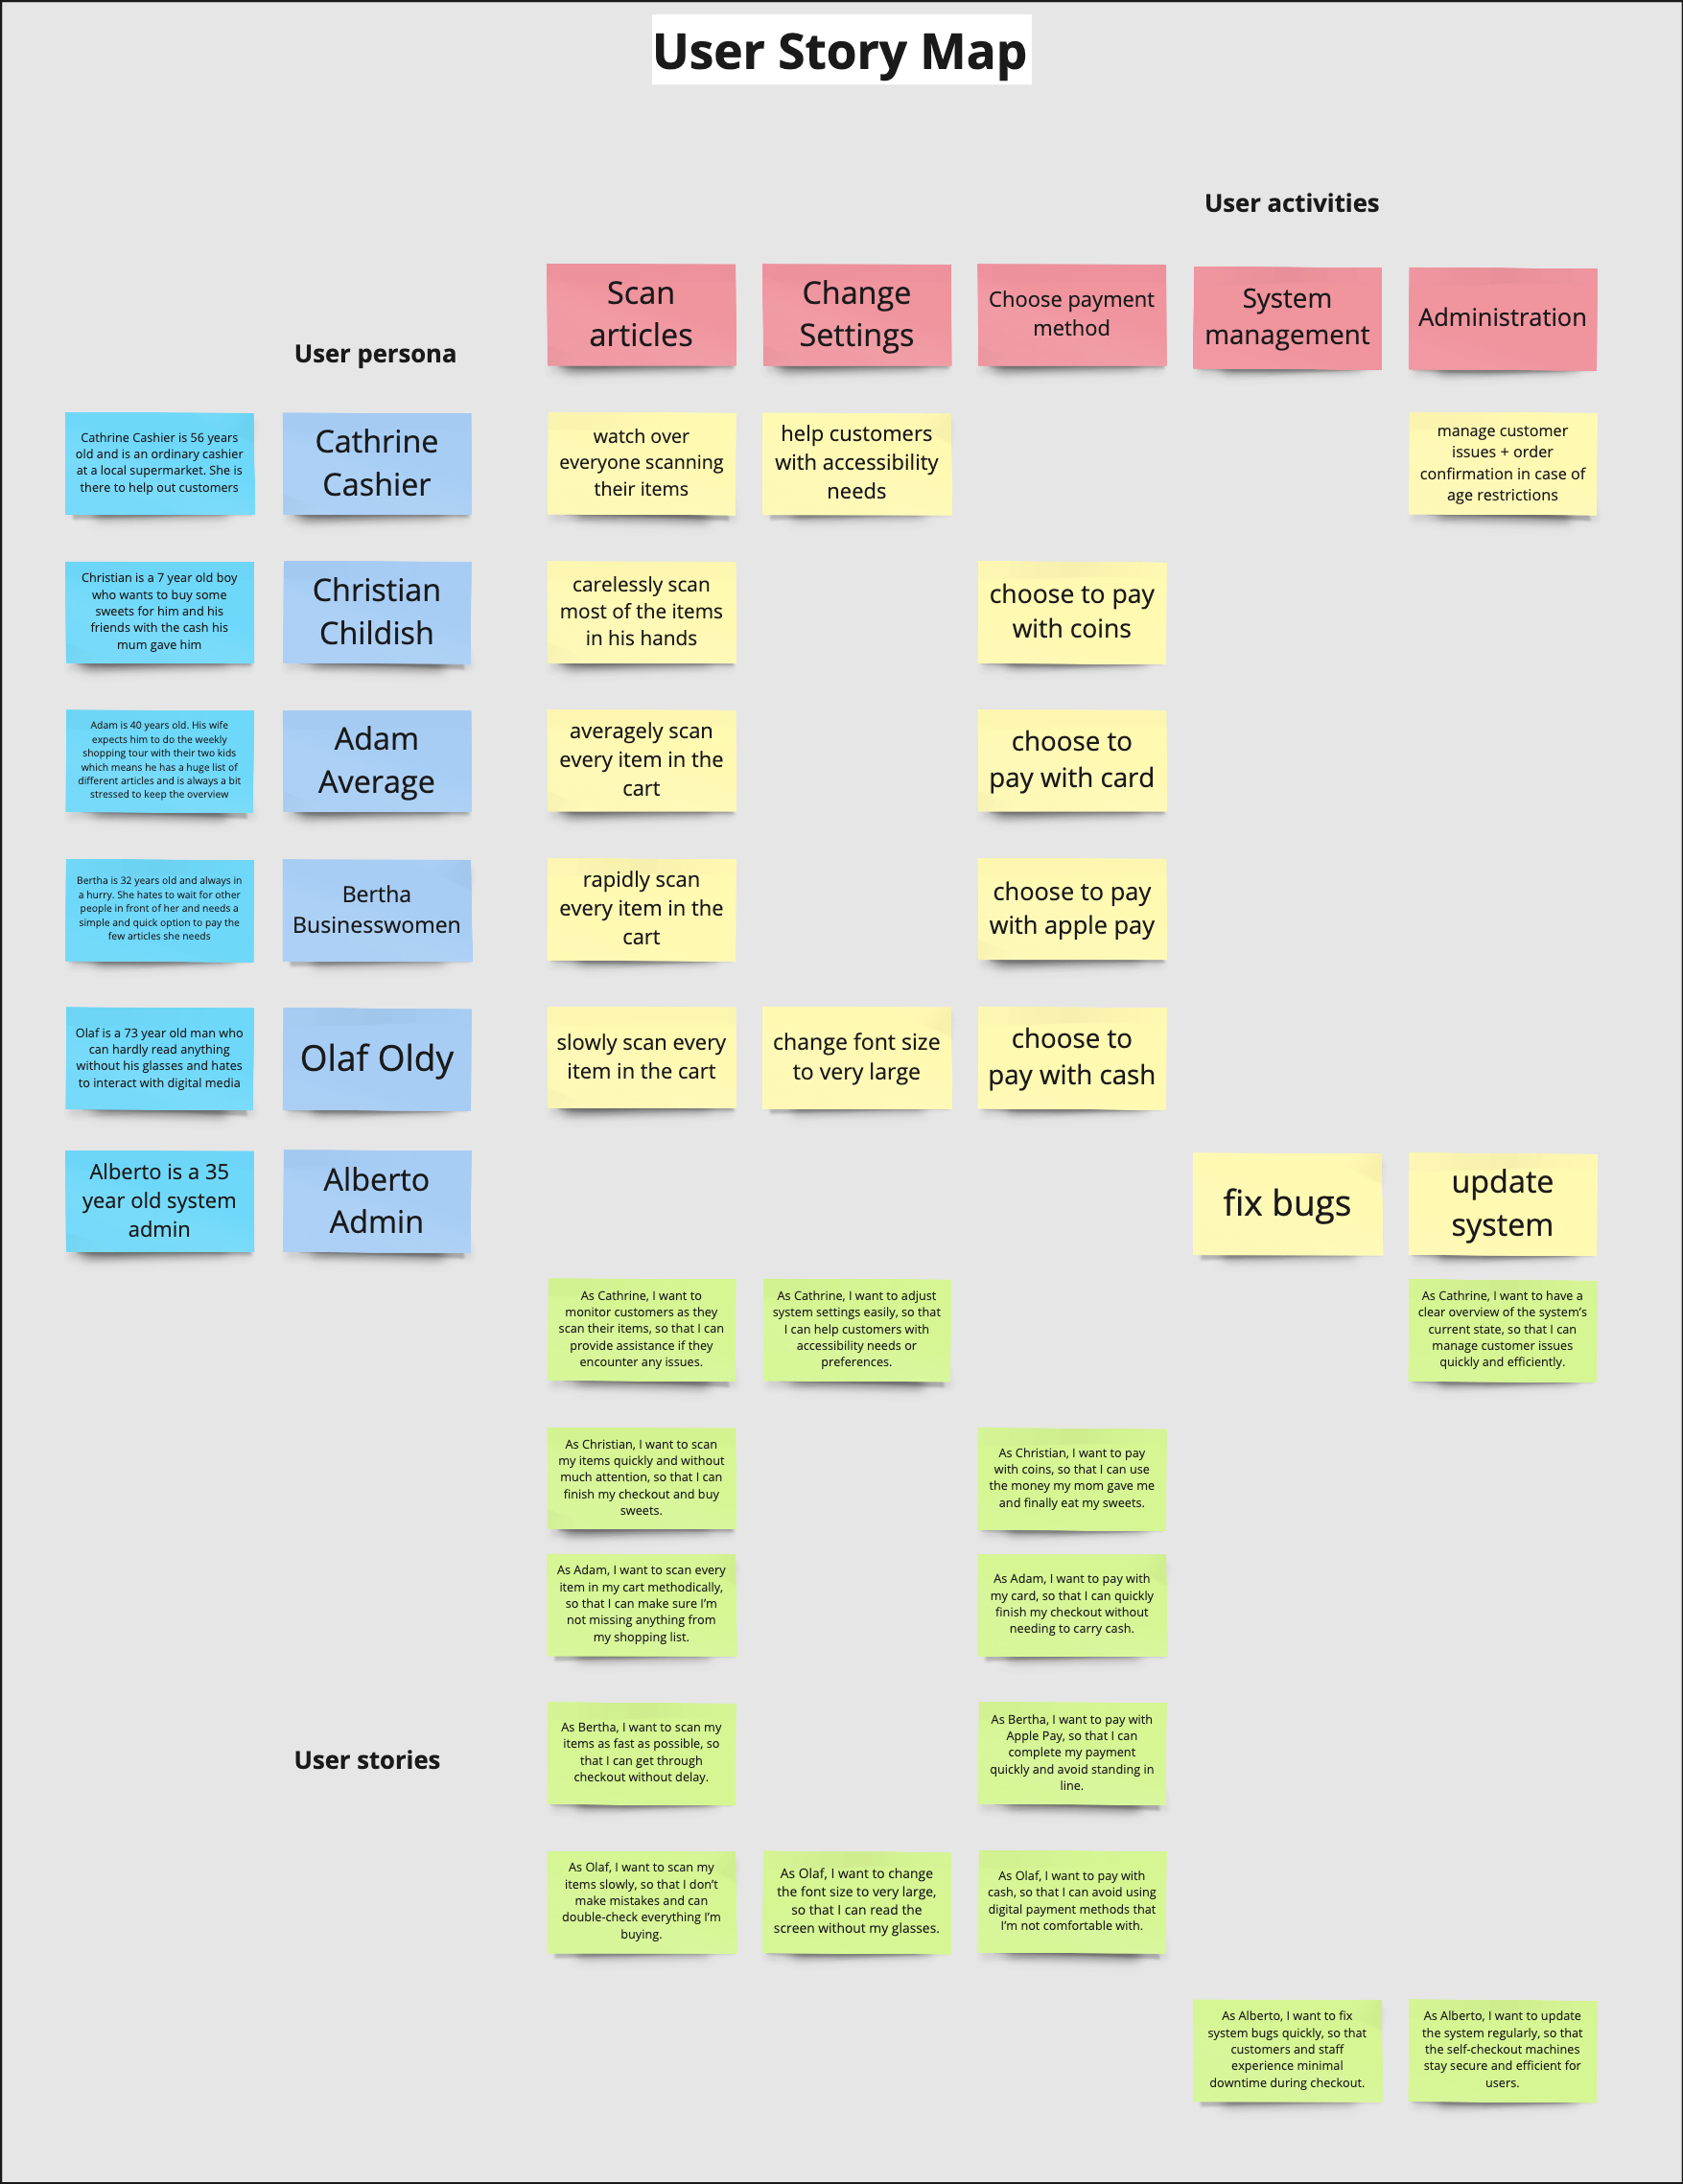 User Story Map
User activities
Scan
articles
Change
Settings
Choose payment
method
System
management
Administration
User persona
Cathrine Cashier is 56 years
old and is an ordinary cashier
at a local supermarket. She is
there to help out customers
Cathrine
Cashier
watch over
everyone scanning
their items
help customers
with accessibility
needs
manage customer
issues + order
confirmation in case of
age restrictions
Christian is a 7 year old boy
who wants to buy some
sweets for him and his
friends with the cash his
mum gave him
Christian
Childish
carelessly scan
most of the items
in his hands
choose to pay
with coins
Adam is 40 years old. His wife
expects him to do the weekly
shopping tour with their two kids
which means he has a huge list of
different articles and is always a bit
stressed to keep the overview
Adam
Average
averagely scan
every item in the
cart
choose to
pay with card
Bertha is 32 years old and always in
a hurry. She hates to wait for other
people in front of her and needs a
simple and quick option to pay the
few articles she needs
Bertha
Businesswomen
rapidly scan
every item in the
cart
choose to pay
with apple pay
Olaf is a 73 year old man who
can hardly read anything
without his glasses and hates
to interact with digital media
Olaf Oldy
slowly scan every
item in the cart
change font size
to very large
choose to
pay with cash
Alberto is a 35
year old system
admin
Alberto
Admin
fix bugs
update
system
As Cathrine, I want to
monitor customers as they
scan their items, so that I can
provide assistance if they
encounter any issues.
As Cathrine, I want to adjust
system settings easily, so that
I can help customers with
accessibility needs or
preferences.
As Cathrine, I want to have a
clear overview of the system's
current state, so that I can
manage customer issues
quickly and efficiently.
As Christian, I want to scan
my items quickly and without
much attention, so that I can
finish my checkout and buy
sweets.
As Christian, I want to pay
with coins, so that I can use
the money my mom gave me
and finally eat my sweets.
As Adam, I want to scan every
item in my cart methodically,
so that I can make sure I'm
not missing anything from
my shopping list.
As Adam, I want to pay with
my card, so that I can quickly
finish my checkout without
needing to carry cash.
User stories
As Bertha, I want to scan my
items as fast as possible, so
that I can get through
checkout without delay.
As Bertha, I want to pay with
Apple Pay, so that I can
complete my payment
quickly and avoid standing in
line.
As Olaf, I want to scan my
items slowly, so that I don't
make mistakes and can
double-check everything I'm
buying.
As Olaf, I want to change
the font size to very large,
so that I can read the
screen without my glasses.
As Olaf, I want to pay with
cash, so that I can avoid using
digital payment methods that
I'm not comfortable with.
As Alberto, I want to fix
system bugs quickly, so that
customers and staff
experience minimal
downtime during checkout.
As Alberto, I want to update
the system regularly, so that
the self-checkout machines
stay secure and efficient for
users.